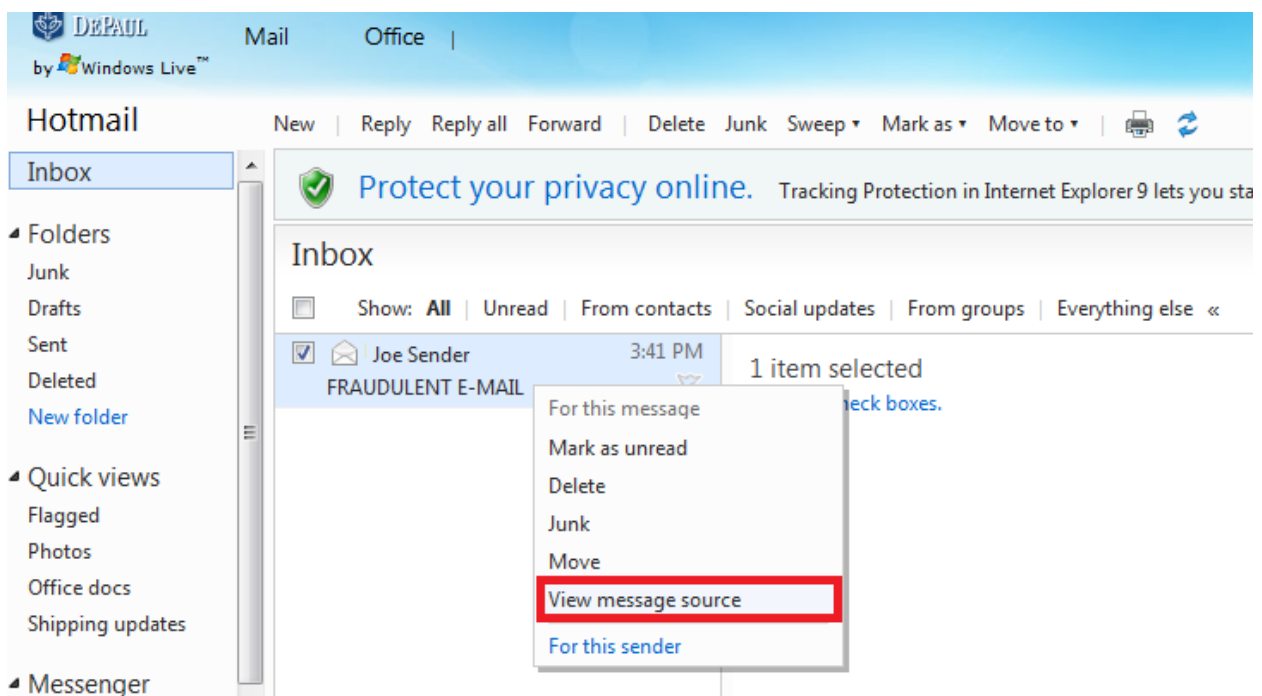 DEPAUL
by Windows Live™
Mail Office |
Hotmail
New | Reply Reply all Forward | Delete Junk Sweep Mark as Move to |
Inbox
Folders
Junk
Drafts
Sent
Deleted
New folder
Quick views
Flagged
Photos
Office docs
Shipping updates
Messenger
Protect your privacy online. Tracking Protection in Internet Explorer 9 lets you sta
Inbox
Show: All | Unread | From contacts | Social updates | From groups | Everything else «
Joe Sender 3:41 PM
FRAUDULENT E-MAIL
1 item selected
heck boxes.
For this message
Mark as unread
Delete
Junk
Move
View message source
For this sender